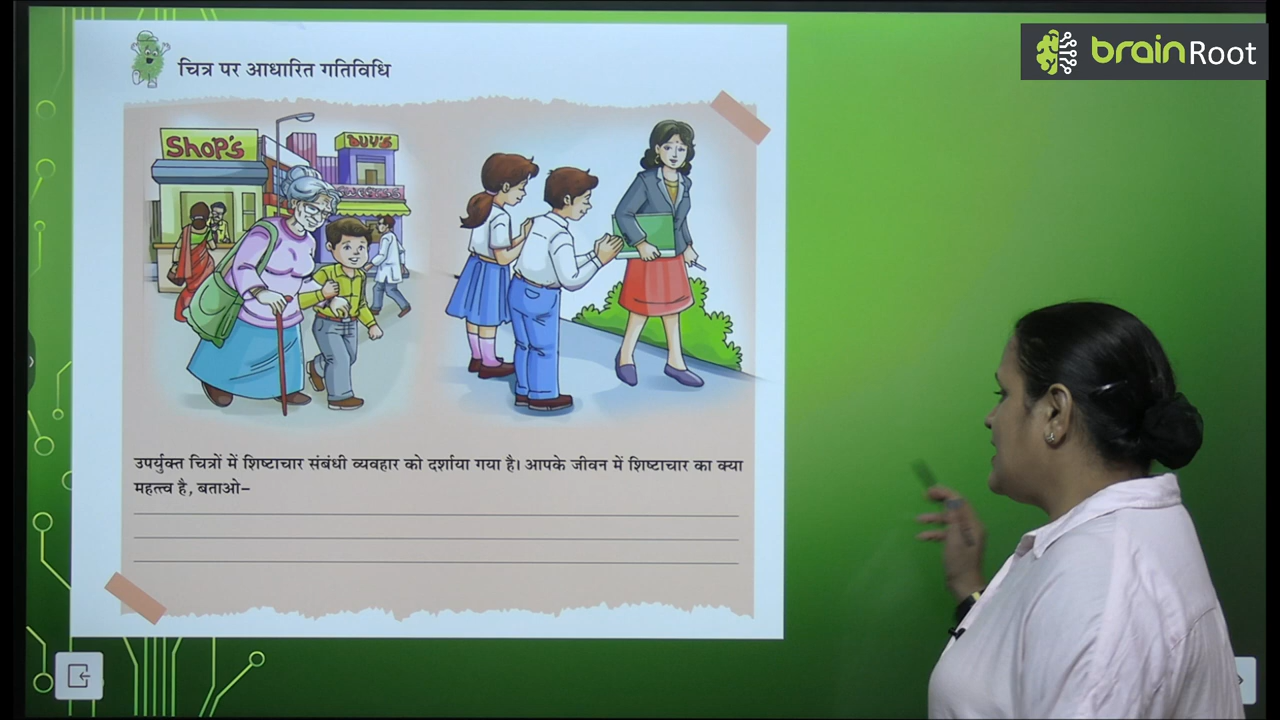 brainRoot
चित्र पर आधारित गतिविधि
SHOP'S
BUY'S
उपर्युक्त चित्रों में शिष्टाचार संबंधी व्यवहार को दर्शाया गया है। आपके जीवन में शिष्टाचार का क्या
महत्त्व है, बताओ–